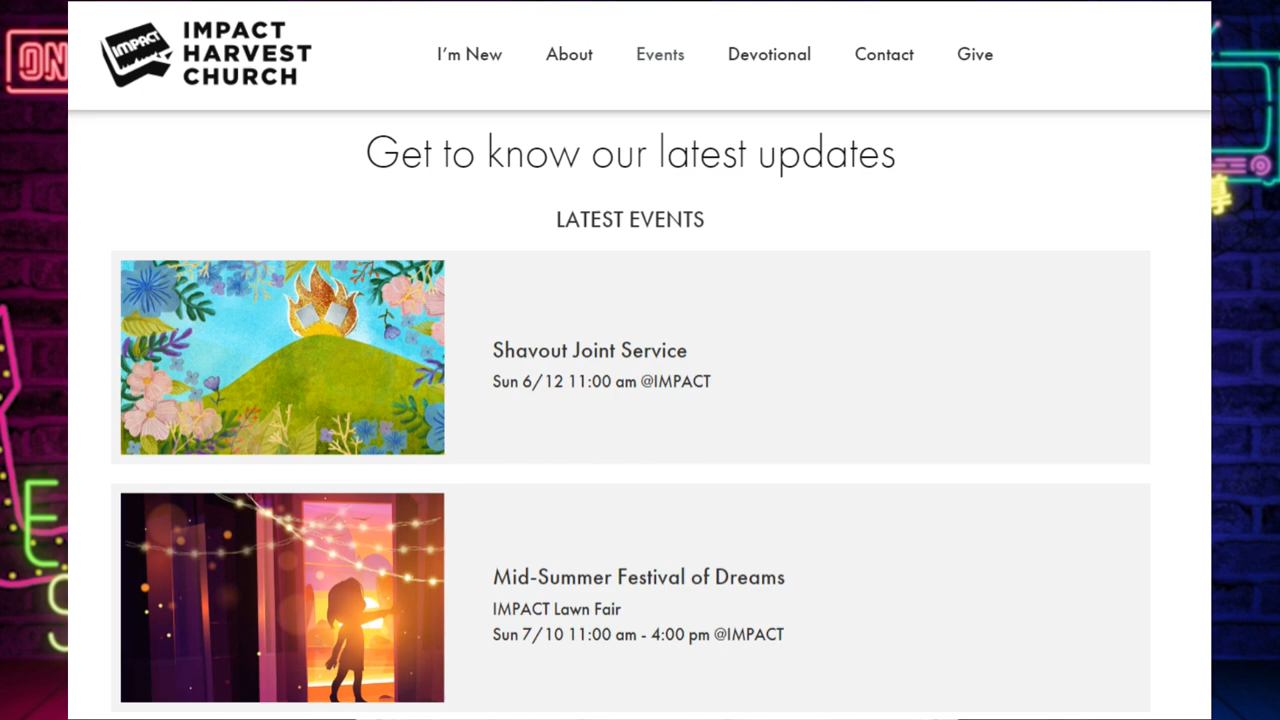 IMPACT
IMPACT
HARVEST
CHURCH
I'm New
About
Events
Devotional
Contact
Give
Get to know our latest updates
LATEST EVENTS
Shavout Joint Service
Sun 6/12 11:00 am @IMPACT
Mid-Summer Festival of Dreams
IMPACT Lawn Fair
Sun 7/10 11:00 am - 4:00 pm @IMPACT
ON
E